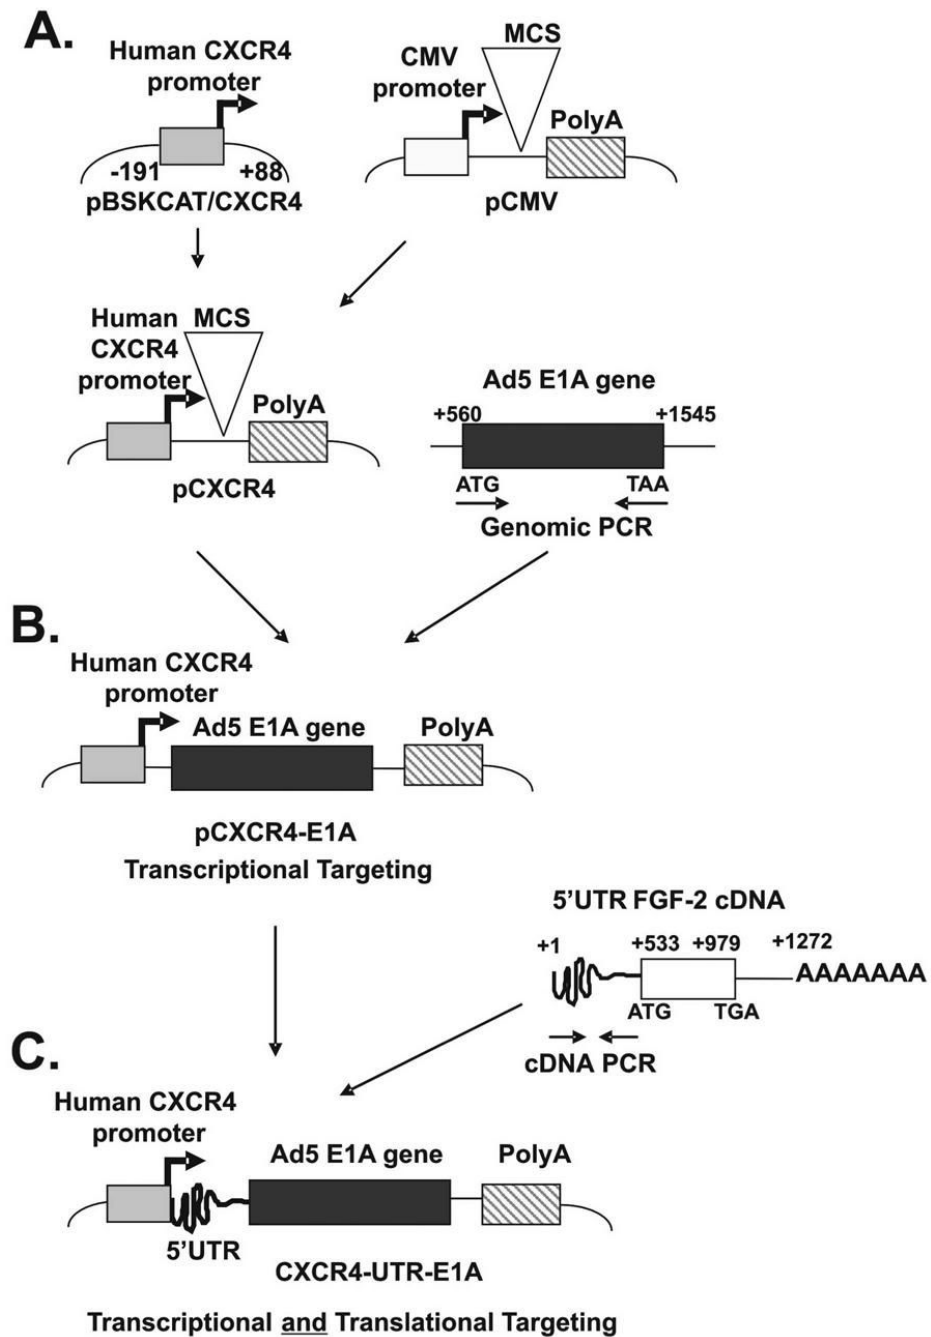 A.
Human CXCR4
promoter
-191
+88
pBSKCAT/CXCR4
MCS
CMV
promoter
PolyA
pCMV
Human
CXCR4
promoter
MCS
PolyA
pCXCR4
Ad5 E1A gene
+560
+1545
ATG
TAA
Genomic PCR
B.
Human CXCR4
promoter
Ad5 E1A gene
PolyA
pCXCR4-E1A
Transcriptional Targeting
5'UTR FGF-2 cDNA
+1
+533
+979
+1272
AAAAAAA
ATG
TGA
cDNA PCR
C.
Human CXCR4
promoter
Ad5 E1A gene
PolyA
5'UTR
CXCR4-UTR-E1A
Transcriptional and Translational Targeting